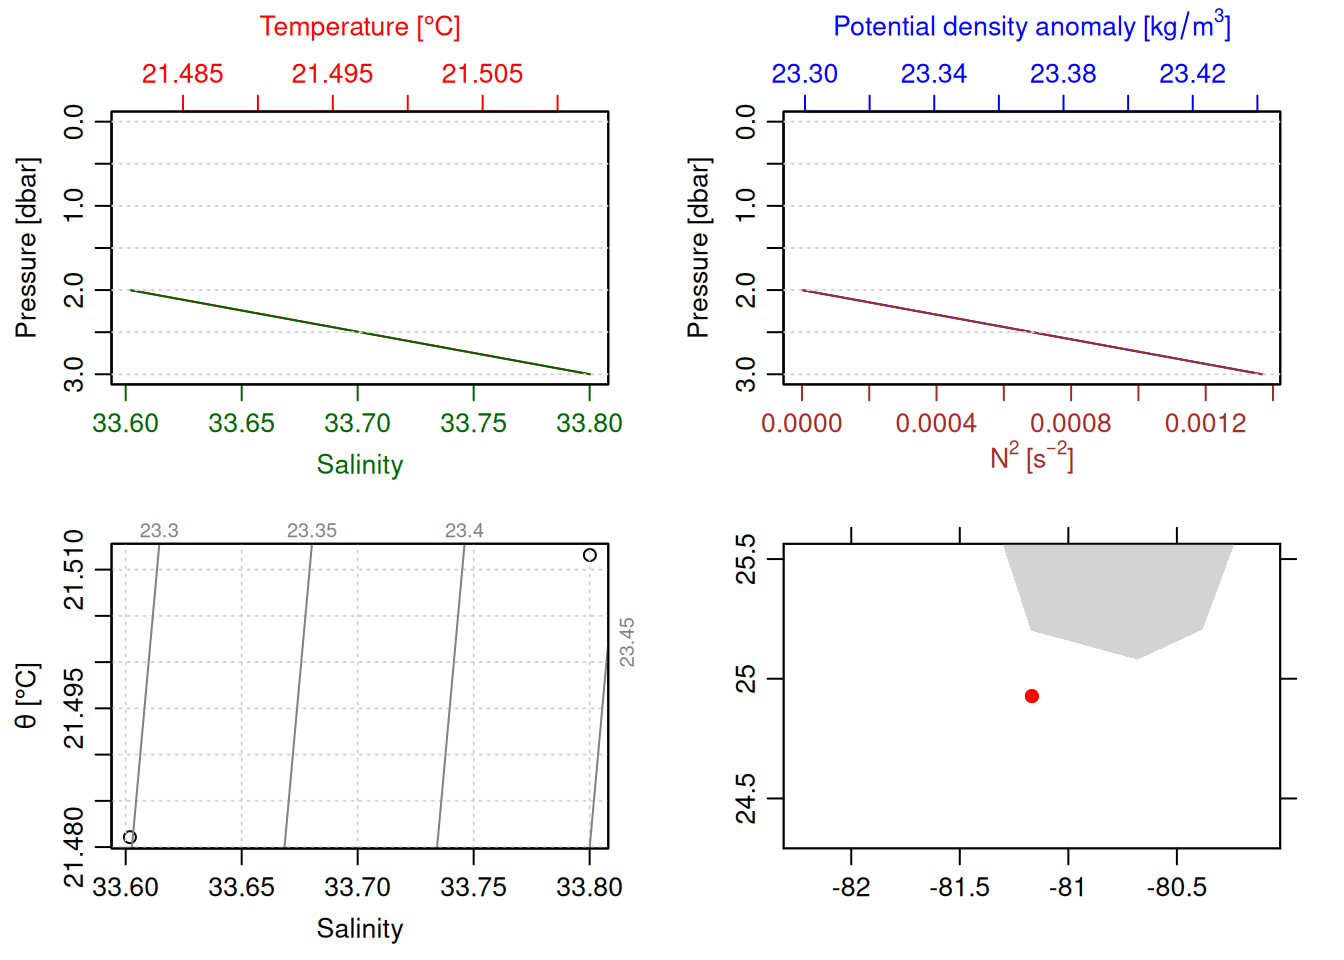 Temperature [°C]
21.485 21.495 21.505
Pressure [dbar]
0.0 1.0 2.0 3.0
33.60 33.65 33.70 33.75 33.80
Salinity
Potential density anomaly [kg/m³]
23.30 23.34 23.38 23.42
Pressure [dbar]
0.0 1.0 2.0 3.0
0.0000 0.0004 0.0008 0.0012
N² [s⁻²]
23.3 23.35 23.4
23.45
θ [°C]
21.480 21.495 21.510
33.60 33.65 33.70 33.75 33.80
Salinity
25.5 25 24.5
-82 -81.5 -81 -80.5